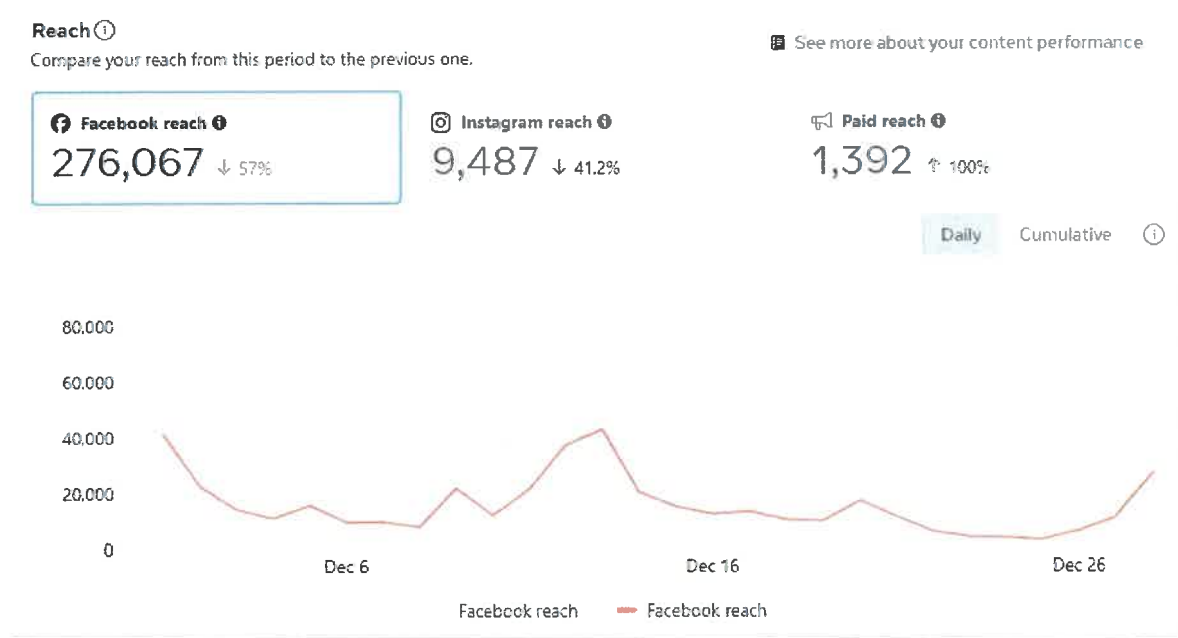 Reach
Compare your reach from this period to the previous one.
See more about your content performance
Facebook reach
276,067 ↓ 57%
Instagram reach
9,487 ↓ 41.2%
Paid reach
1,392 ↑ 100%
Daily Cumulative
80,000
60,000
40,000
20,000
0
Dec 6 Dec 16 Dec 26
Facebook reach Facebook reach